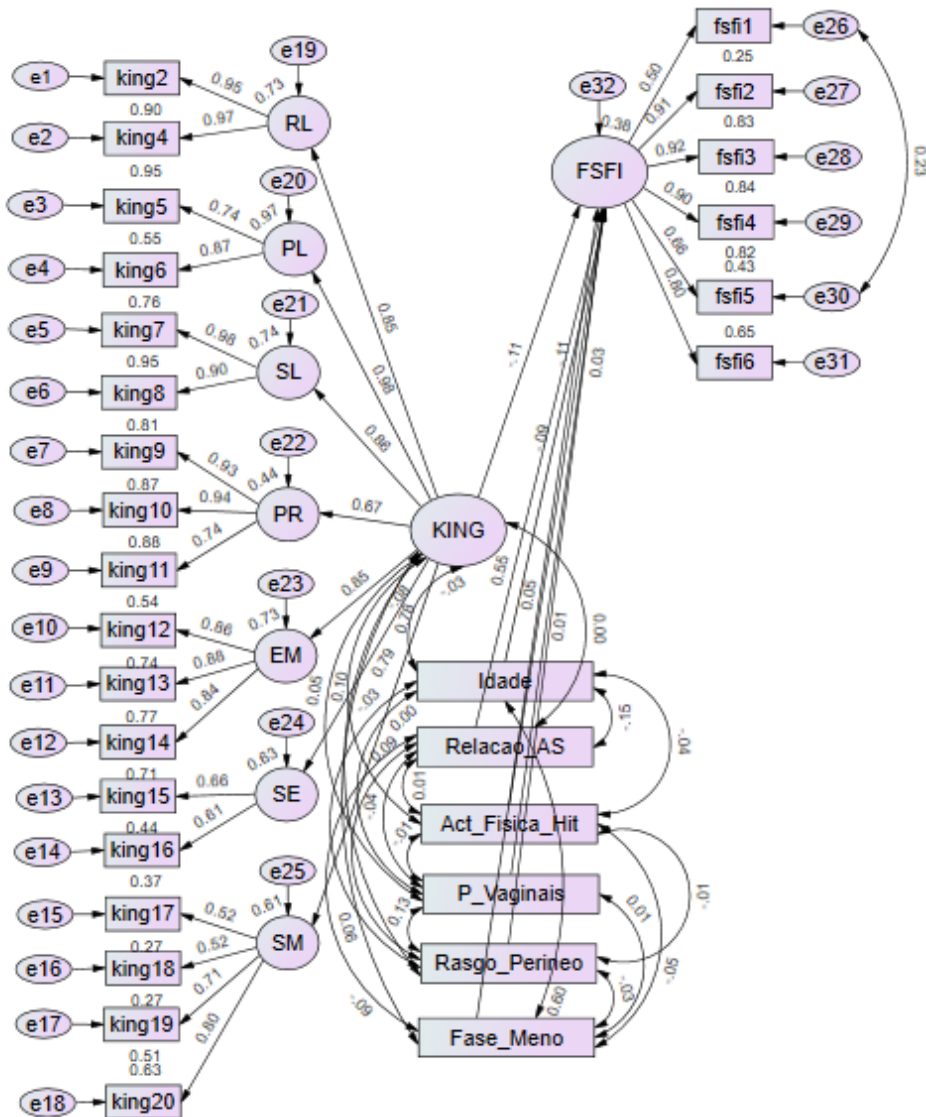 e19
e1
king2
0.95
0.73
0.90
RL
e2
king4
0.97
0.95
e20
e3
king5
0.74
0.97
0.55
PL
e4
king6
0.87
0.76
e21
e5
king7
0.98
0.74
0.95
SL
e6
king8
0.90
0.81
e22
e7
king9
0.93
0.44
0.87
e8
king10
0.94
PR
0.67
KING
0.88
0.74
e9
king11
0.54
e23
0.85
e10
king12
0.86
0.73
0.74
EM
e11
king13
0.88
0.77
0.84
e12
king14
0.71
e24
e13
king15
0.66
0.63
SE
0.44
0.61
e14
king16
0.37
e25
e15
king17
0.52
0.61
0.27
SM
e16
king18
0.52
0.27
e17
king19
0.71
0.51
0.80
0.63
e18
king20
0.85
0.98
0.86
e32
0.38
FSFI
0.50
fsfi1
e26
0.25
0.91
fsfi2
e27
0.83
0.92
fsfi3
e28
0.84
0.90
fsfi4
e29
0.82
0.43
0.66
fsfi5
e30
0.65
0.80
fsfi6
e31
0.23
-.11
-.11
0.03
-.09
0.55
0.05
0.01
-.03
0.00
-.08
0.78
0.79
0.05
0.10
-.03
0.00
0.09
-.04
0.01
-.01
0.13
0.06
-.09
Idade
Relacao_AS
Act_Fisica_Hit
P_Vaginais
Rasgo_Perineo
Fase_Meno
-.15
-.04
-.01
0.01
-.05
-.03
0.60